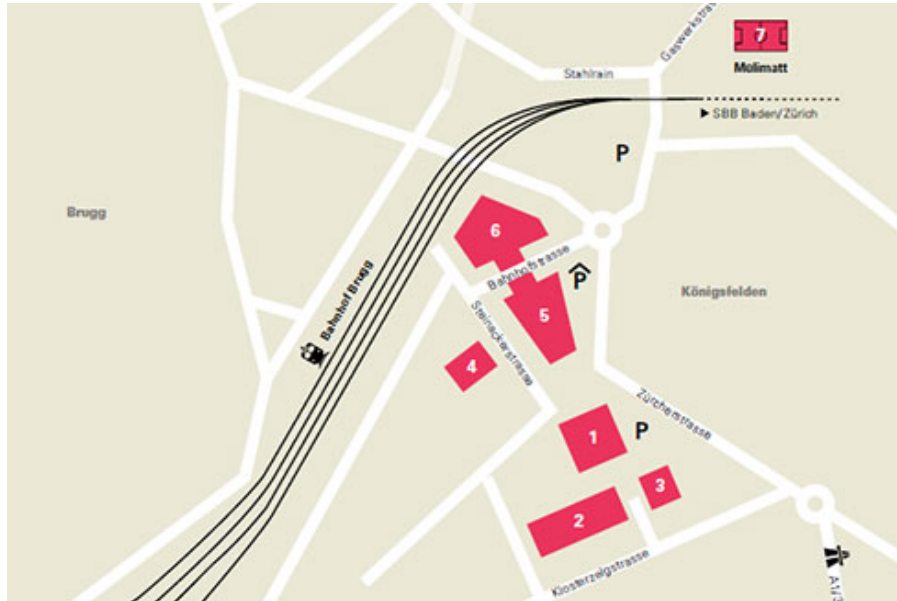 Gaswerkstrasse
7
Mülimatt
Stahlrain
▶ SBB Baden/Zürich
P
Brugg
6
Bahnhofstrasse
P
Königsfelden
Bahnhof Brugg
5
Steinackerstrasse
4
Zürcherstrasse
1
P
3
2
Klosterzelgstrasse